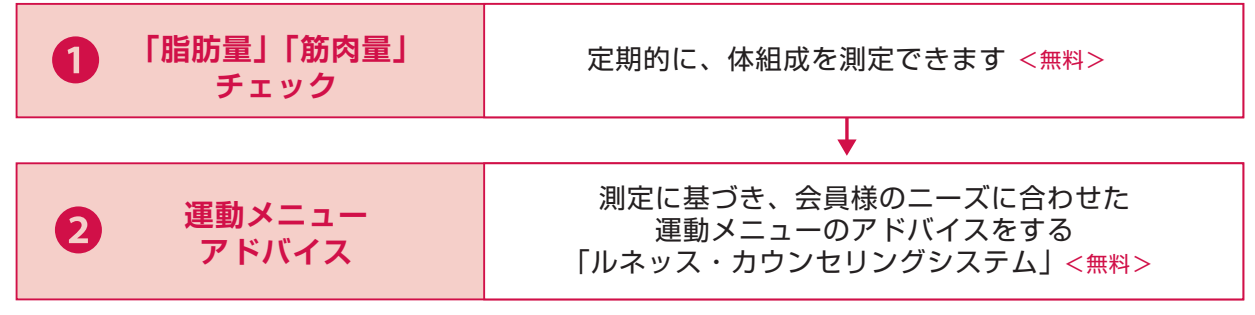 ❶
「脂肪量」「筋肉量」
チェック
定期的に、体組成を測定できます ＜無料＞
❷
運動メニュー
アドバイス
測定に基づき、会員様のニーズに合わせた
運動メニューのアドバイスをする
「ルネッス・カウンセリングシステム」＜無料＞